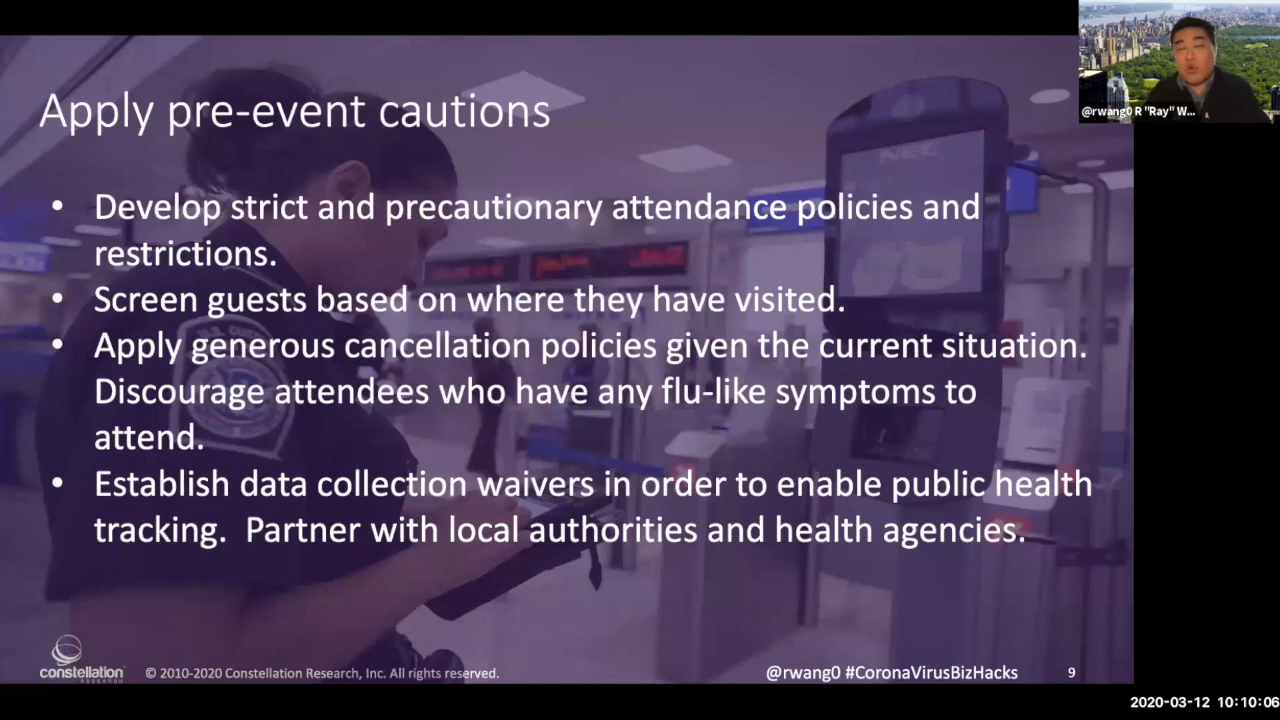 Apply pre-event cautions
@rwang0 R "Ray" W...
• Develop strict and precautionary attendance policies and
restrictions.
• Screen guests based on where they have visited.
• Apply generous cancellation policies given the current situation.
Discourage attendees who have any flu-like symptoms to
attend.
• Establish data collection waivers in order to enable public health
tracking.  Partner with local authorities and health agencies.
NEC
U.S. CUSTOMS
constellation
RESEARCH
© 2010-2020 Constellation Research, Inc. All rights reserved.
@rwang0 #CoronaVirusBizHacks
9
2020-03-12 10:10:06